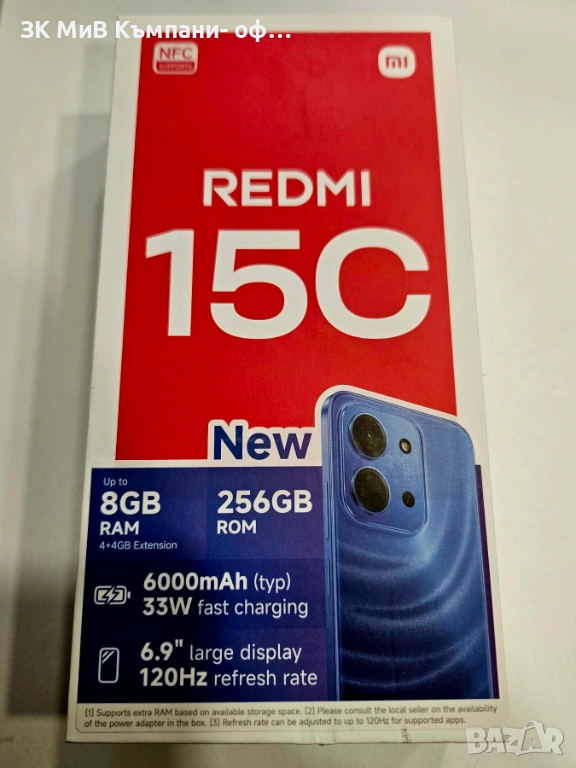 ЗК МиВ Къмпани- оф...
NFC
SUPPORTS
mi
REDMI
15C
New
Up to
8GB
RAM
4+4GB Extension
256GB
ROM
6000mAh (typ)
33W fast charging
6.9" large display
120Hz refresh rate
[1] Supports extra RAM based on available storage space. [2] Please consult the local seller on the availability
of the power adapter in the box. [3] Refresh rate can be adjusted to up to 120Hz for supported apps.
BAZAR